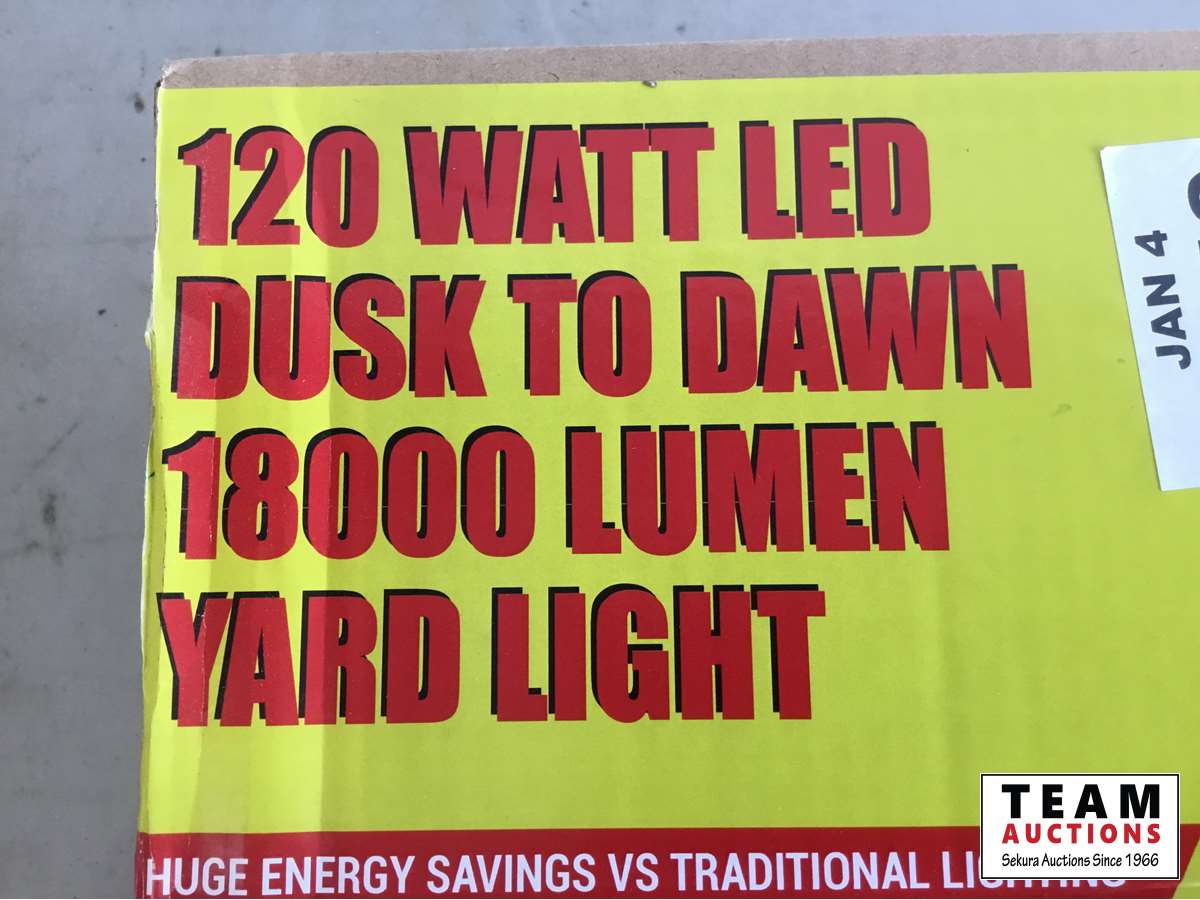 120 WATT LED
DUSK TO DAWN
18000 LUMEN
YARD LIGHT
JAN 4
HUGE ENERGY SAVINGS VS TRADITIONAL LIGHTING
TEAM
AUCTIONS
Sekura Auctions Since 1966